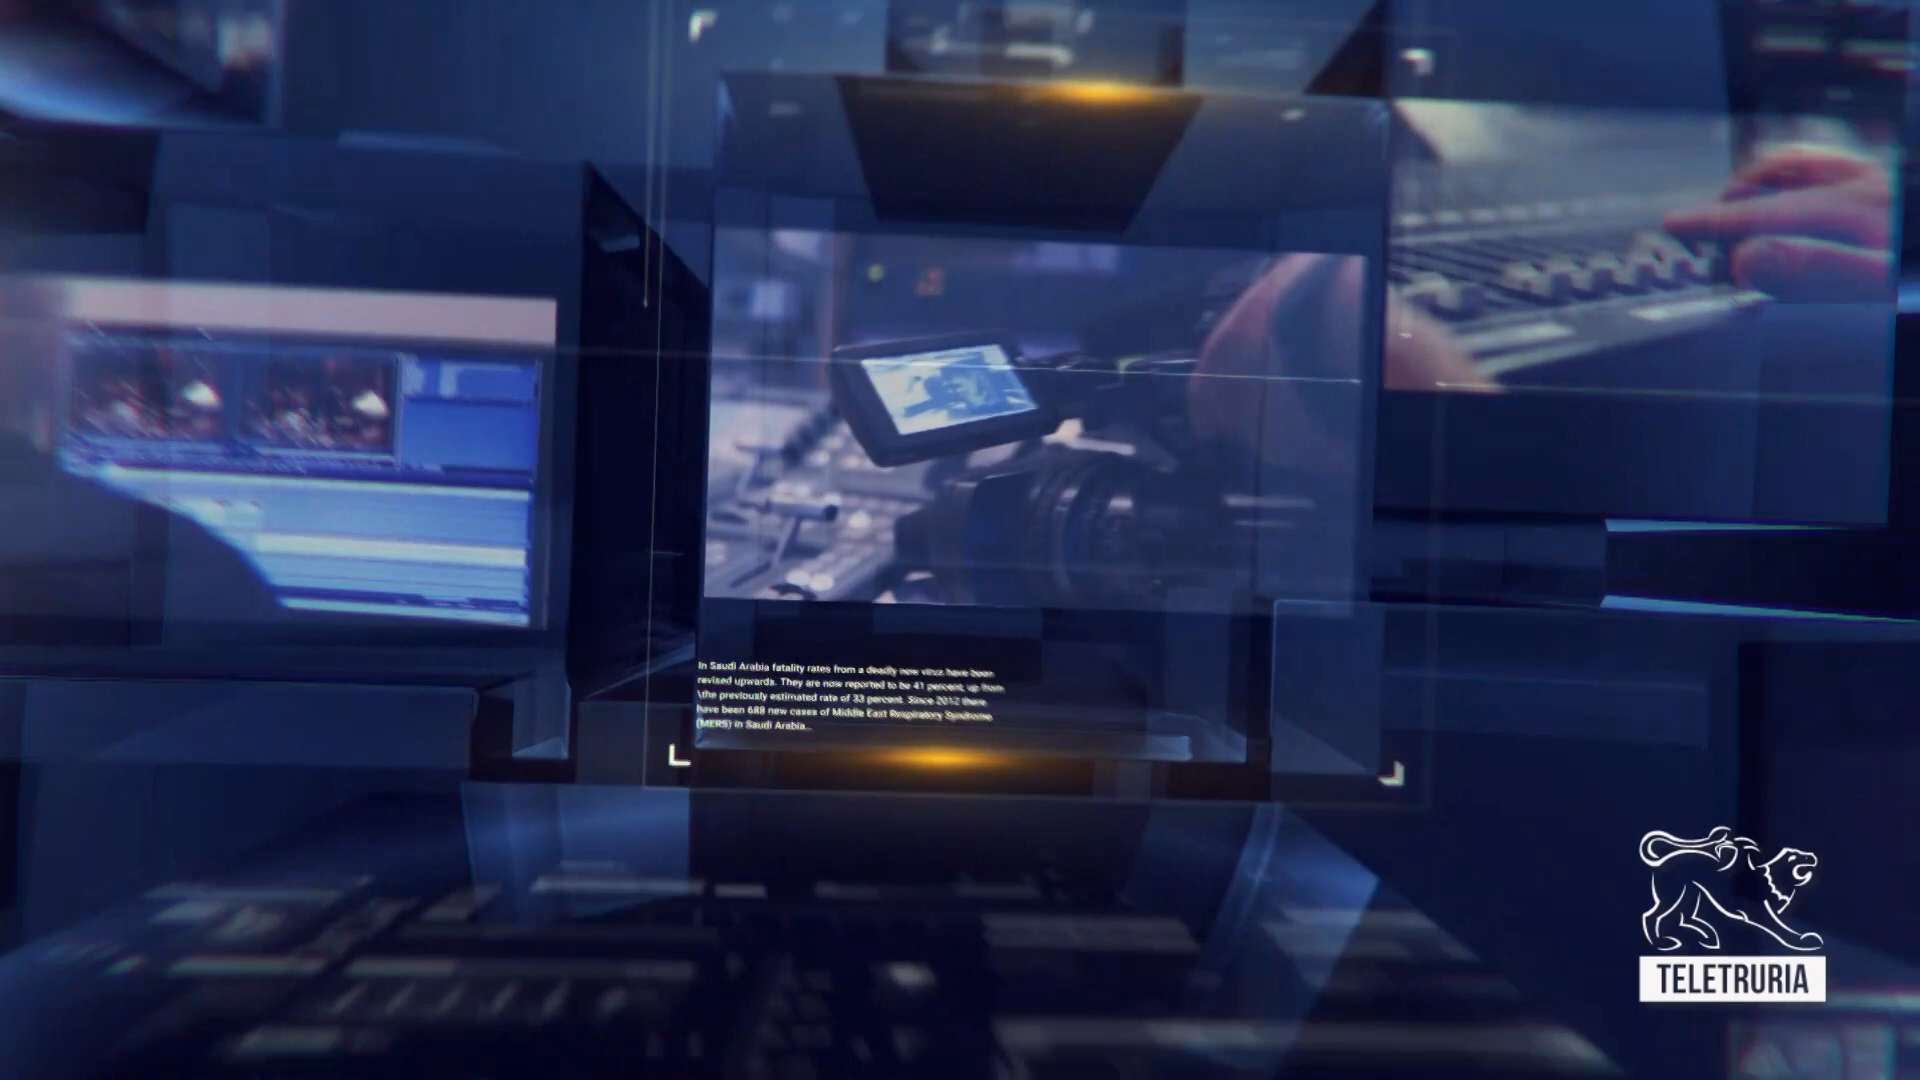 In Saudi Arabia fatality rates from a deadly new virus have been
revised upwards. They are now reported to be 41 percent, up from
\the previously estimated rate of 33 percent. Since 2012 there
have been 688 new cases of Middle East Respiratory Syndrome
(MERS) in Saudi Arabia...
TELETRURIA